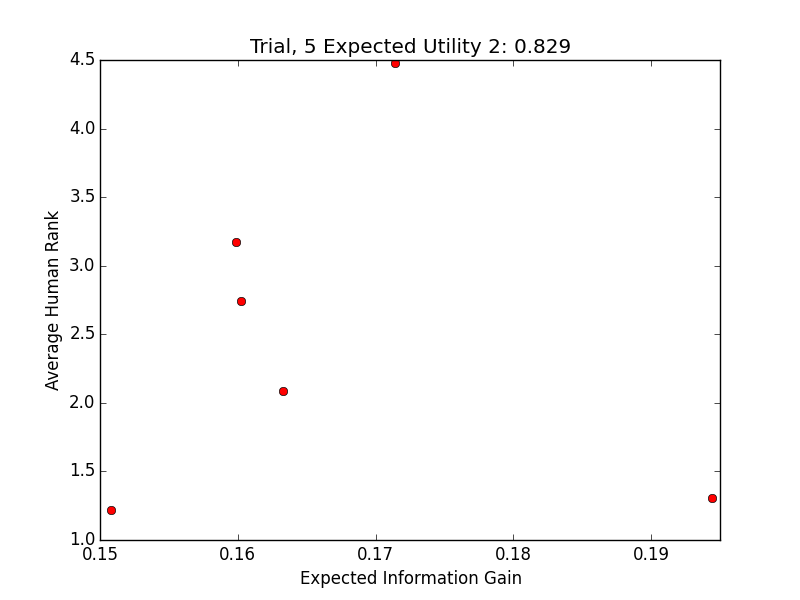 Trial, 5 Expected Utility 2: 0.829
4.5
4.0
3.5
3.0
2.5
2.0
1.5
1.0
Average Human Rank
0.15 0.16 0.17 0.18 0.19
Expected Information Gain